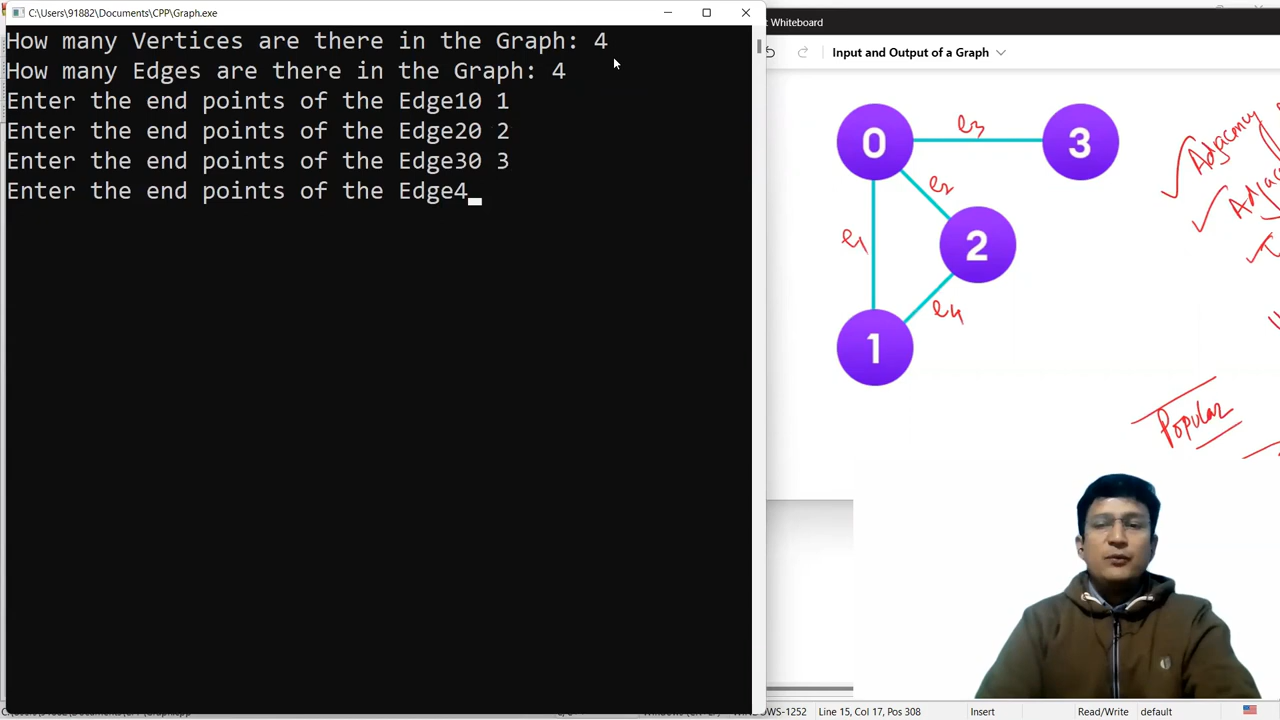 C:\Users\91882\Documents\CPP\Graph.exe
How many Vertices are there in the Graph: 4
How many Edges are there in the Graph: 4
Enter the end points of the Edge10 1
Enter the end points of the Edge20 2
Enter the end points of the Edge30 3
Enter the end points of the Edge4
t Whiteboard
Input and Output of a Graph
0
e3
3
e2
e1
2
e4
1
Adjacency
Popular
WS-1252
Line 15, Col 17, Pos 308
Insert
Read/Write
default